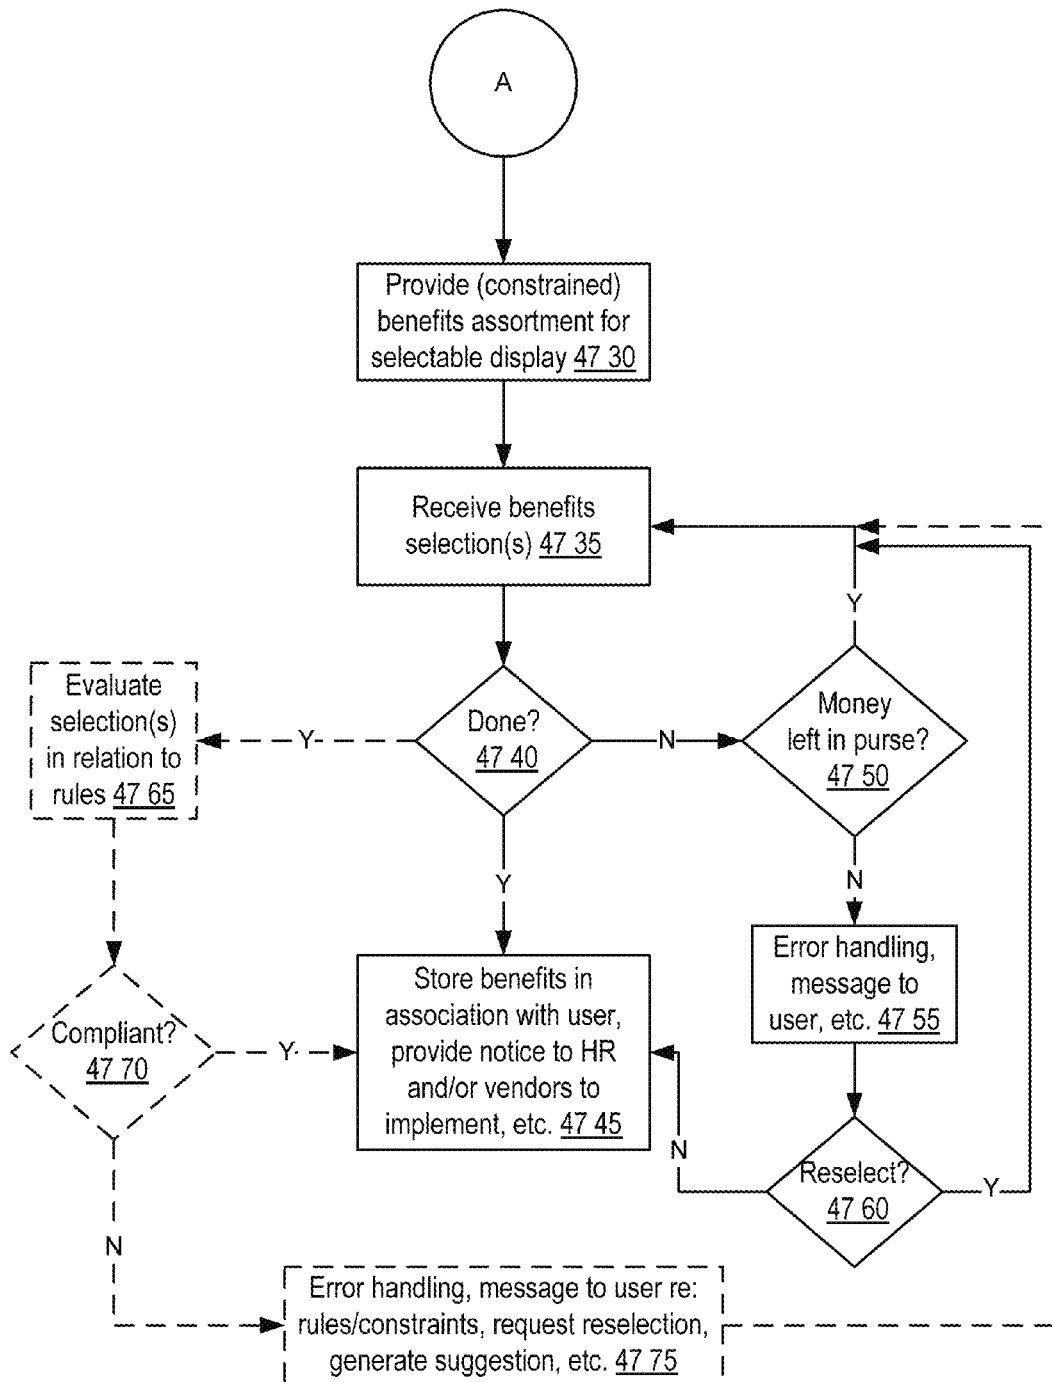 A
Provide (constrained)
benefits assortment for
selectable display 47 30
Receive benefits
selection(s) 47 35
Y
Evaluate
selection(s)
in relation to
rules 47 65
Y
Done?
47 40
N
Money
left in purse?
47 50
Y
N
Store benefits in
association with user,
provide notice to HR
and/or vendors to
implement, etc. 47 45
Error handling,
message to
user, etc. 47 55
Compliant?
47 70
Y
N
Reselect?
47 60
Y
N
Error handling, message to user re:
rules/constraints, request reselection,
generate suggestion, etc. 47 75